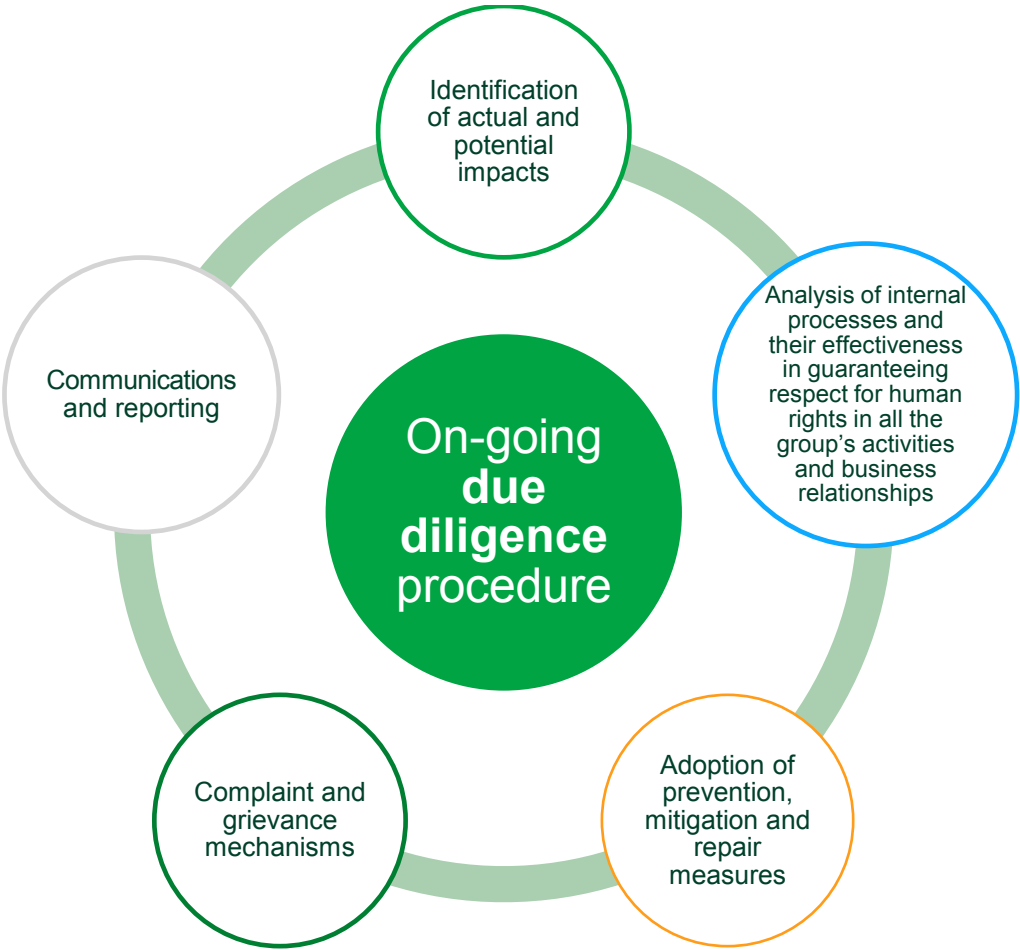 Identification
of actual and
potential
impacts
Analysis of internal
processes and
their effectiveness
in guaranteeing
respect for human
rights in all the
group’s activities
and business
relationships
Adoption of
prevention,
mitigation and
repair
measures
Complaint and
grievance
mechanisms
Communications
and reporting
On-going
due
diligence
procedure